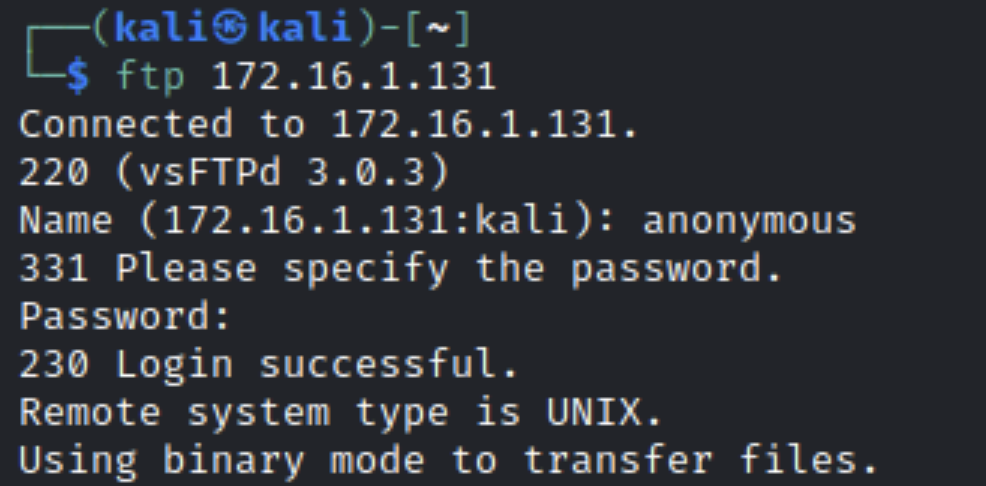 ┌──(kali㉿kali)-[~]
└─$ ftp 172.16.1.131
Connected to 172.16.1.131.
220 (vsFTPd 3.0.3)
Name (172.16.1.131:kali): anonymous
331 Please specify the password.
Password:
230 Login successful.
Remote system type is UNIX.
Using binary mode to transfer files.